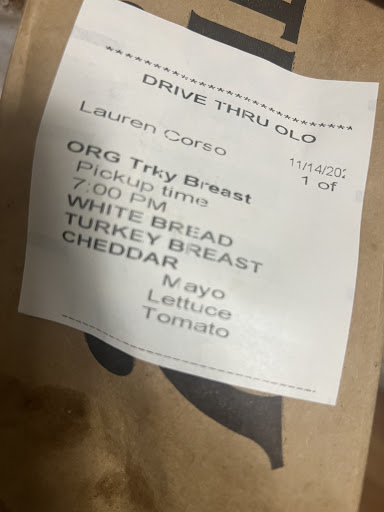 ********************************
DRIVE THRU OLO
Lauren Corso
11/14/202
1 of
ORG Trky Breast
Pickup time
7:00 PM
WHITE BREAD
TURKEY BREAST
CHEDDAR
Mayo
Lettuce
Tomato